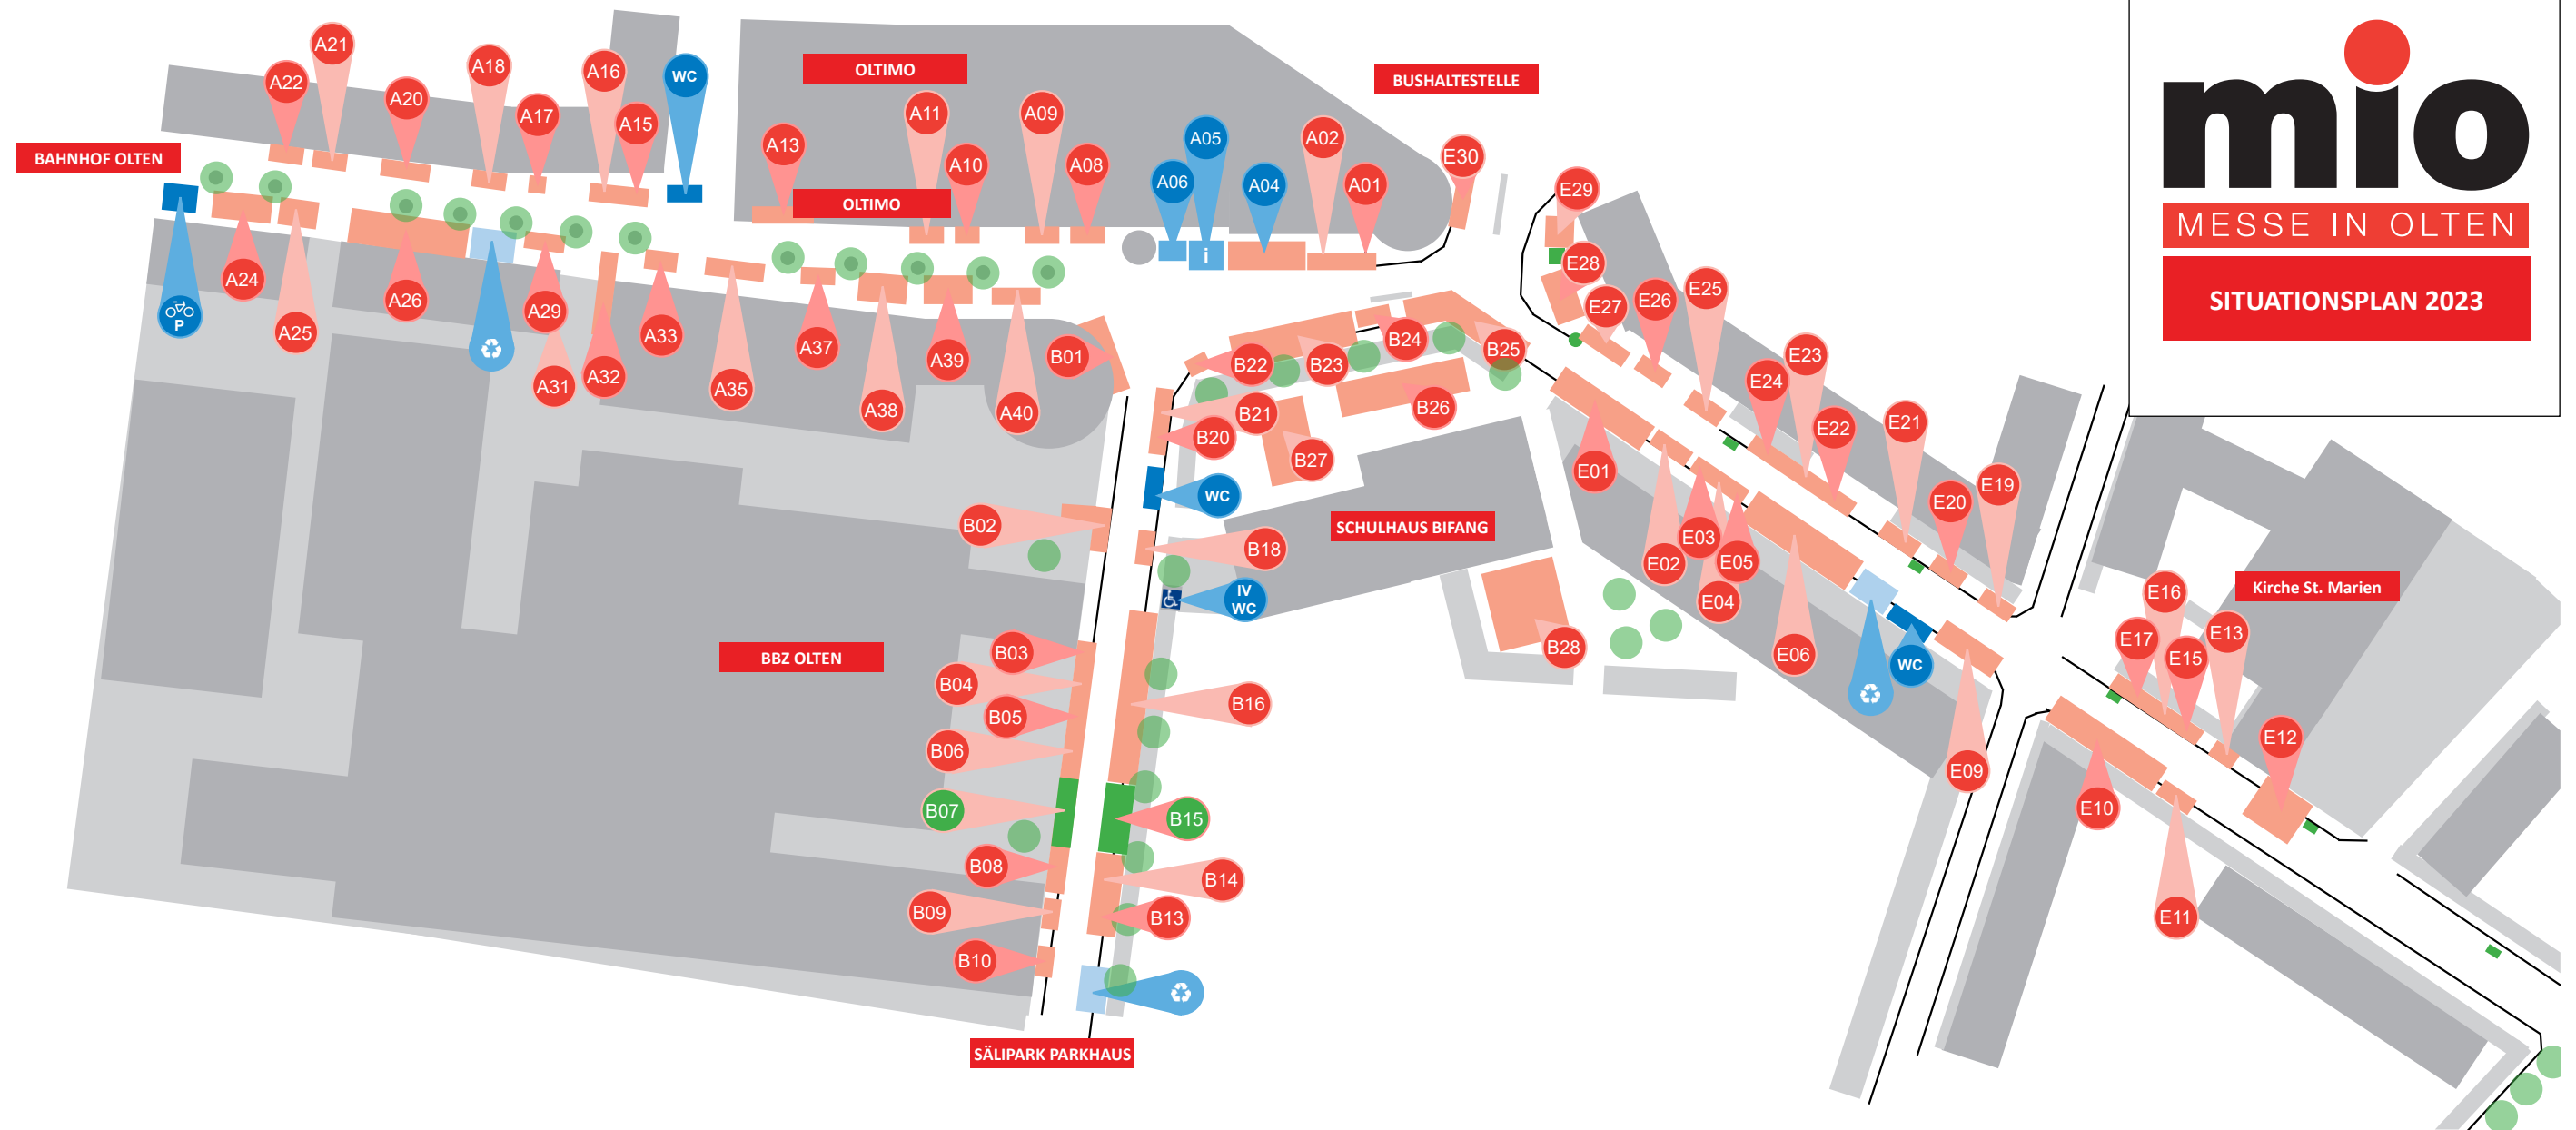 mio
MESSE IN OLTEN
SITUATIONSPLAN 2023
A21
A22
A20
A18
A17
A16
A15
WC
OLTIMO
BUSHALTESTELLE
BAHNHOF OLTEN
A13
A11
A10
A09
A08
A06
A05
A04
A02
A01
E30
E29
OLTIMO
i
P
A24
A25
A26
A29
A31
A32
A33
A35
A37
A38
A39
A40
B01
B22
B23
B24
B25
B26
B21
B20
B27
WC
B02
B18
IV
WC
SCHULHAUS BIFANG
B28
E28
E27
E26
E25
E24
E23
E22
E21
E20
E19
E01
E02
E03
E04
E05
E06
WC
E09
Kirche St. Marien
E16
E17
E15
E13
E12
E10
E11
BBZ OLTEN
B03
B04
B05
B06
B07
B08
B09
B10
B16
B15
B14
B13
SÄLIPARK PARKHAUS